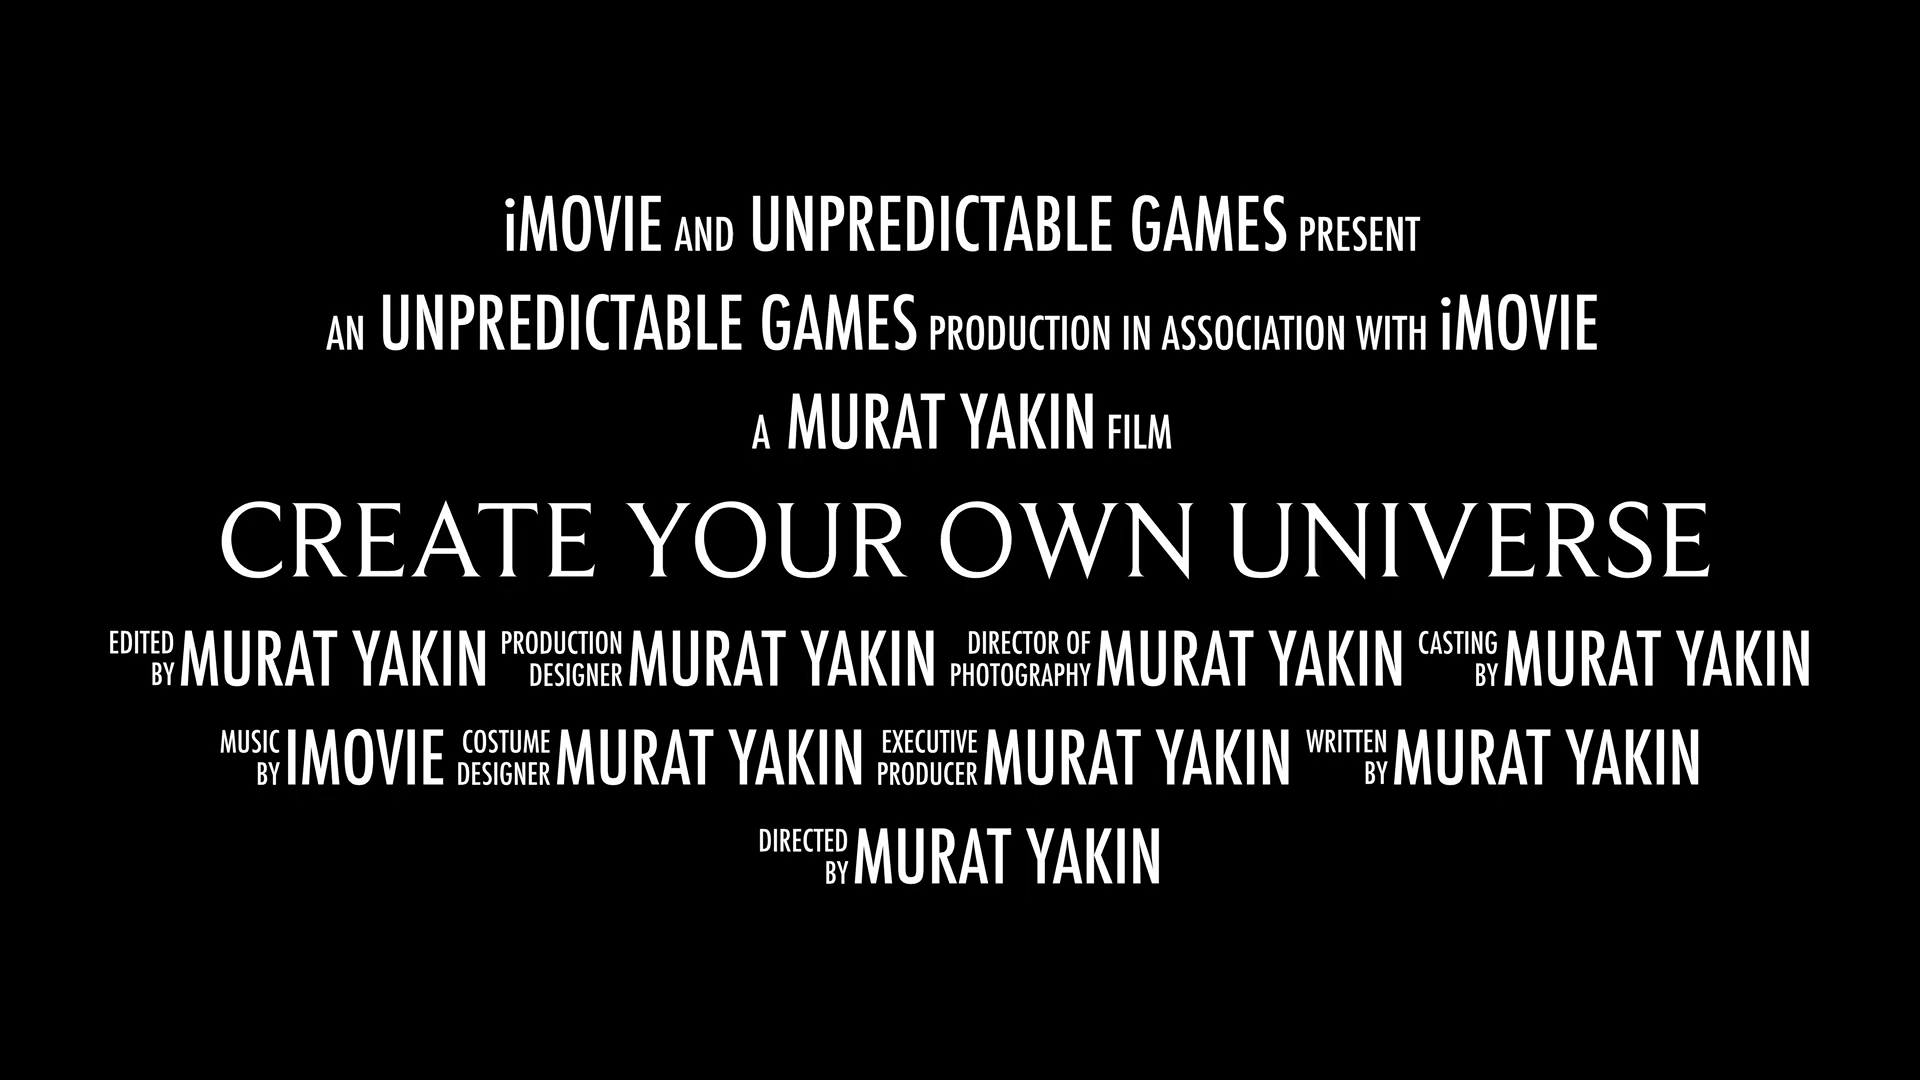 iMOVIE AND UNPREDICTABLE GAMES PRESENT
AN UNPREDICTABLE GAMES PRODUCTION IN ASSOCIATION WITH iMOVIE
A MURAT YAKIN FILM
CREATE YOUR OWN UNIVERSE
EDITED BY MURAT YAKIN PRODUCTION DESIGNER MURAT YAKIN DIRECTOR OF PHOTOGRAPHY MURAT YAKIN CASTING BY MURAT YAKIN
MUSIC BY IMOVIE COSTUME DESIGNER MURAT YAKIN EXECUTIVE PRODUCER MURAT YAKIN WRITTEN BY MURAT YAKIN
DIRECTED BY MURAT YAKIN